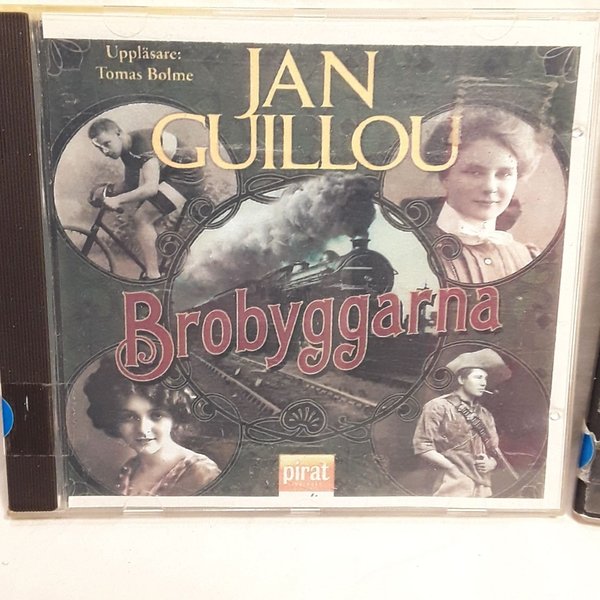 Uppläsare:
Tomas Bolme
JAN
GUILLOU
Brobyggarna
pirat